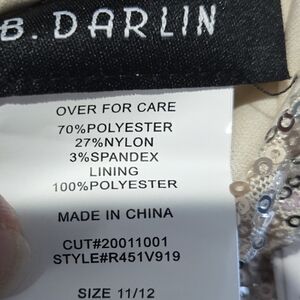 B. DARLIN
OVER FOR CARE
70%POLYESTER
27%NYLON
3%SPANDEX
LINING
100%POLYESTER
MADE IN CHINA
CUT#20011001
STYLE#R451V919
SIZE 11/12